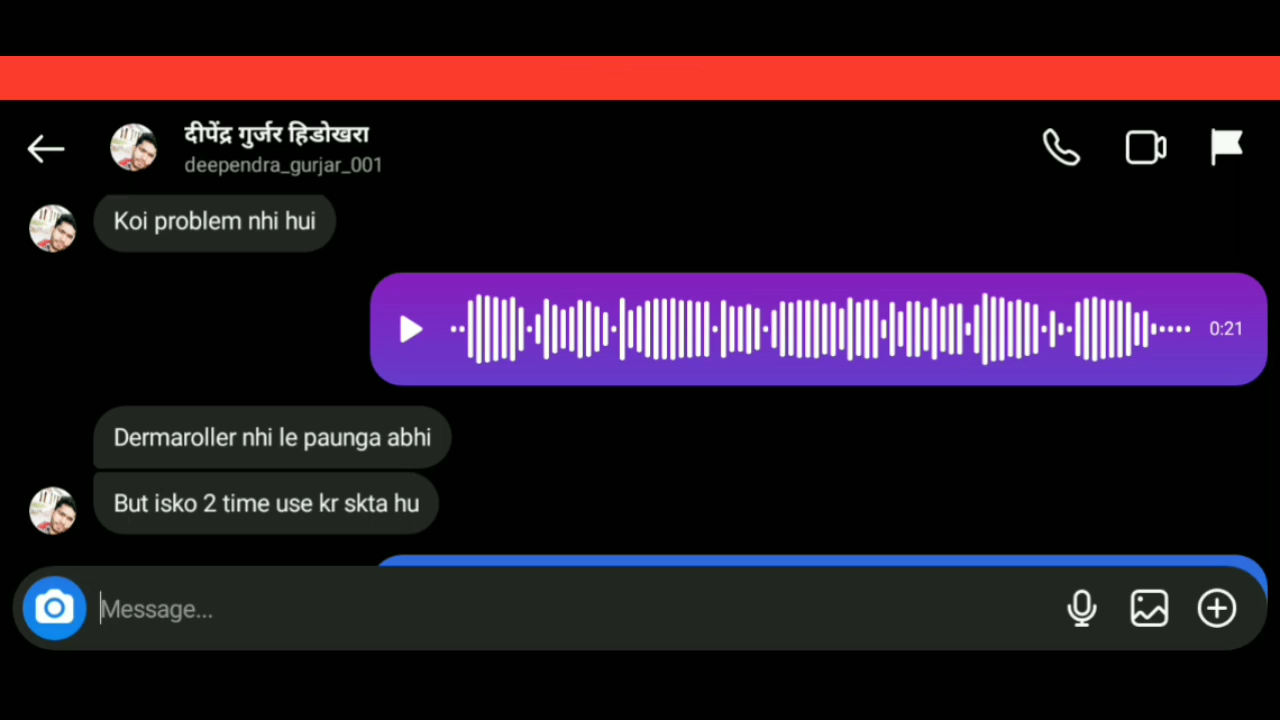 दीपेंद्र गुर्जर हिडोखरा
deependra_gurjar_001
Koi problem nhi hui
0:21
Dermaroller nhi le paunga abhi
But isko 2 time use kr skta hu
Message...